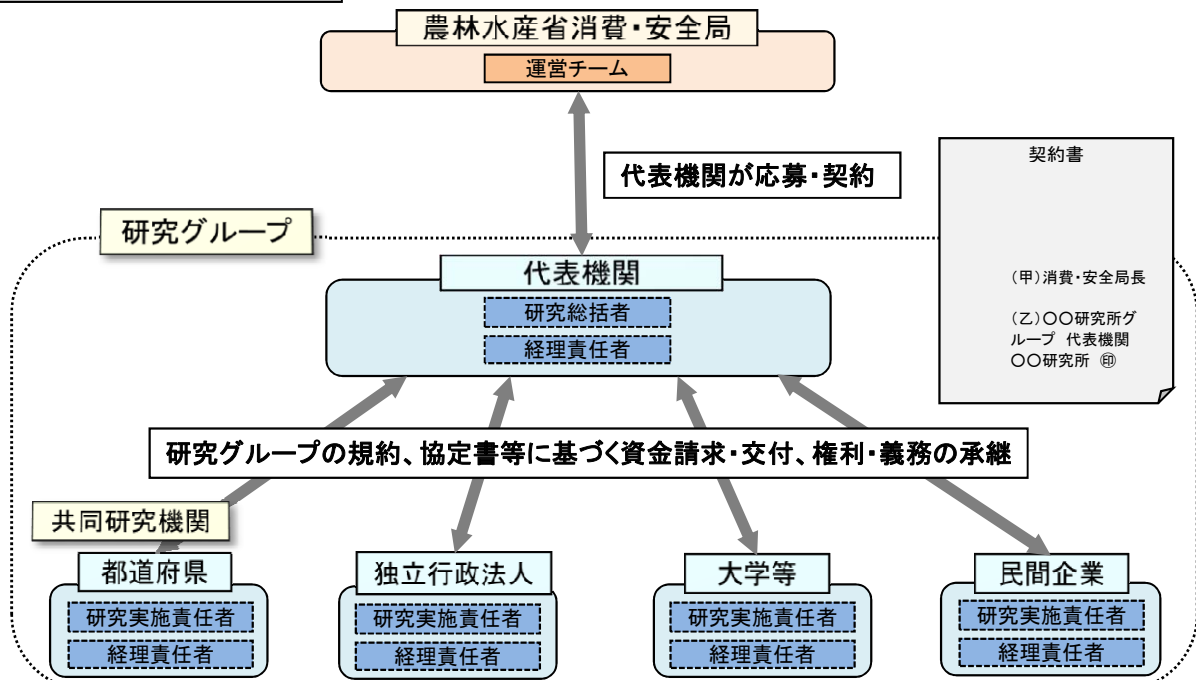 農林水産省消費・安全局
運営チーム
代表機関が応募・契約
契約書
(甲)消費・安全局長
(乙)〇〇研究所グ
ループ 代表機関
〇〇研究所 ㊞
研究グループ
代表機関
研究総括者
経理責任者
研究グループの規約、協定書等に基づく資金請求・交付、権利・義務の承継
共同研究機関
都道府県
研究実施責任者
経理責任者
独立行政法人
研究実施責任者
経理責任者
大学等
研究実施責任者
経理責任者
民間企業
研究実施責任者
経理責任者